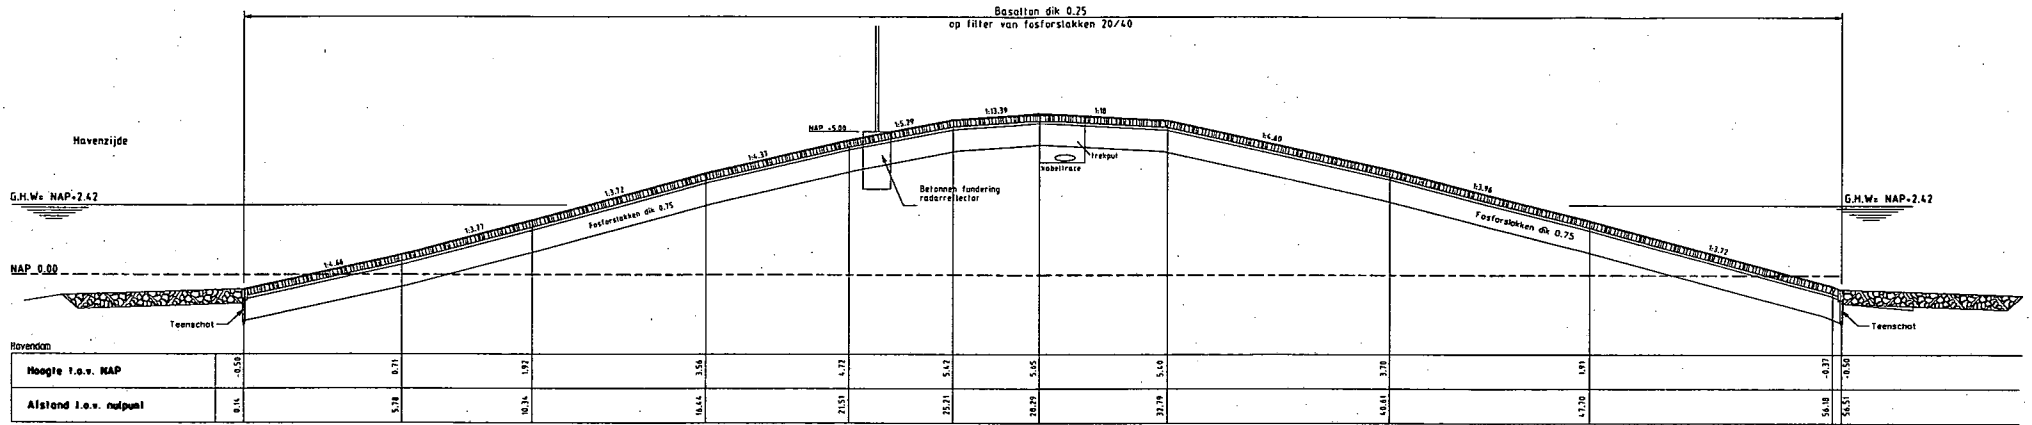 Basalton dik 0.25
op filter van fosforslakken 20/40
Havenzijde
NAP +5.00
1:5.29
1:13.39
1:18
1:4.40
1:4.33
1:3.72
1:3.77
1:4.66
1:3.96
1:3.72
trekput
kabeltrace
Betonnen fundering
radarreflector
G.H.W= NAP+2.42
G.H.W= NAP+2.42
Fosforslakken dik 0.75
Fosforslakken dik 0.75
NAP 0.00
Teenschot
Teenschot
Havendam
Hoogte t.o.v. NAP -0.50 0.71 1.92 3.56 4.72 5.42 5.65 5.40 3.70 1.91 -0.37 -0.50
Afstand t.o.v. nulpunt 0.14 5.78 10.34 16.44 21.51 25.21 28.29 32.79 40.61 47.70 56.18 56.51